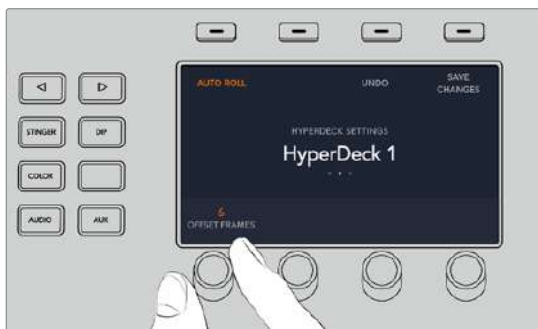 AUTO ROLL
UNDO
SAVE
CHANGES
HYPERDECK SETTINGS
HyperDeck 1
6
OFFSET FRAMES
STINGER
DIP
COLOR
AUDIO
AUX